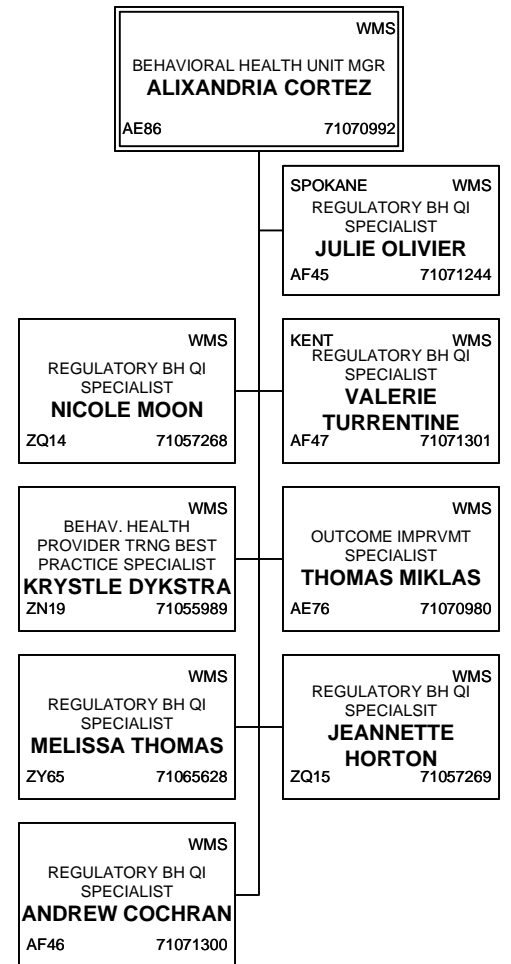 WMS
BEHAVIORAL HEALTH UNIT MGR
ALIXANDRIA CORTEZ
AE86 71070992
SPOKANE WMS
REGULATORY BH QI
SPECIALIST
JULIE OLIVIER
AF45 71071244
WMS
REGULATORY BH QI
SPECIALIST
NICOLE MOON
ZQ14 71057268
KENT WMS
REGULATORY BH QI
SPECIALIST
VALERIE
TURRENTINE
AF47 71071301
WMS
BEHAV. HEALTH
PROVIDER TRNG BEST
PRACTICE SPECIALIST
KRYSTLE DYKSTRA
ZN19 71055989
WMS
OUTCOME IMPRVMT
SPECIALIST
THOMAS MIKLAS
AE76 71070980
WMS
REGULATORY BH QI
SPECIALIST
MELISSA THOMAS
ZY65 71065628
WMS
REGULATORY BH QI
SPECIALSIT
JEANNETTE
HORTON
ZQ15 71057269
WMS
REGULATORY BH QI
SPECIALIST
ANDREW COCHRAN
AF46 71071300